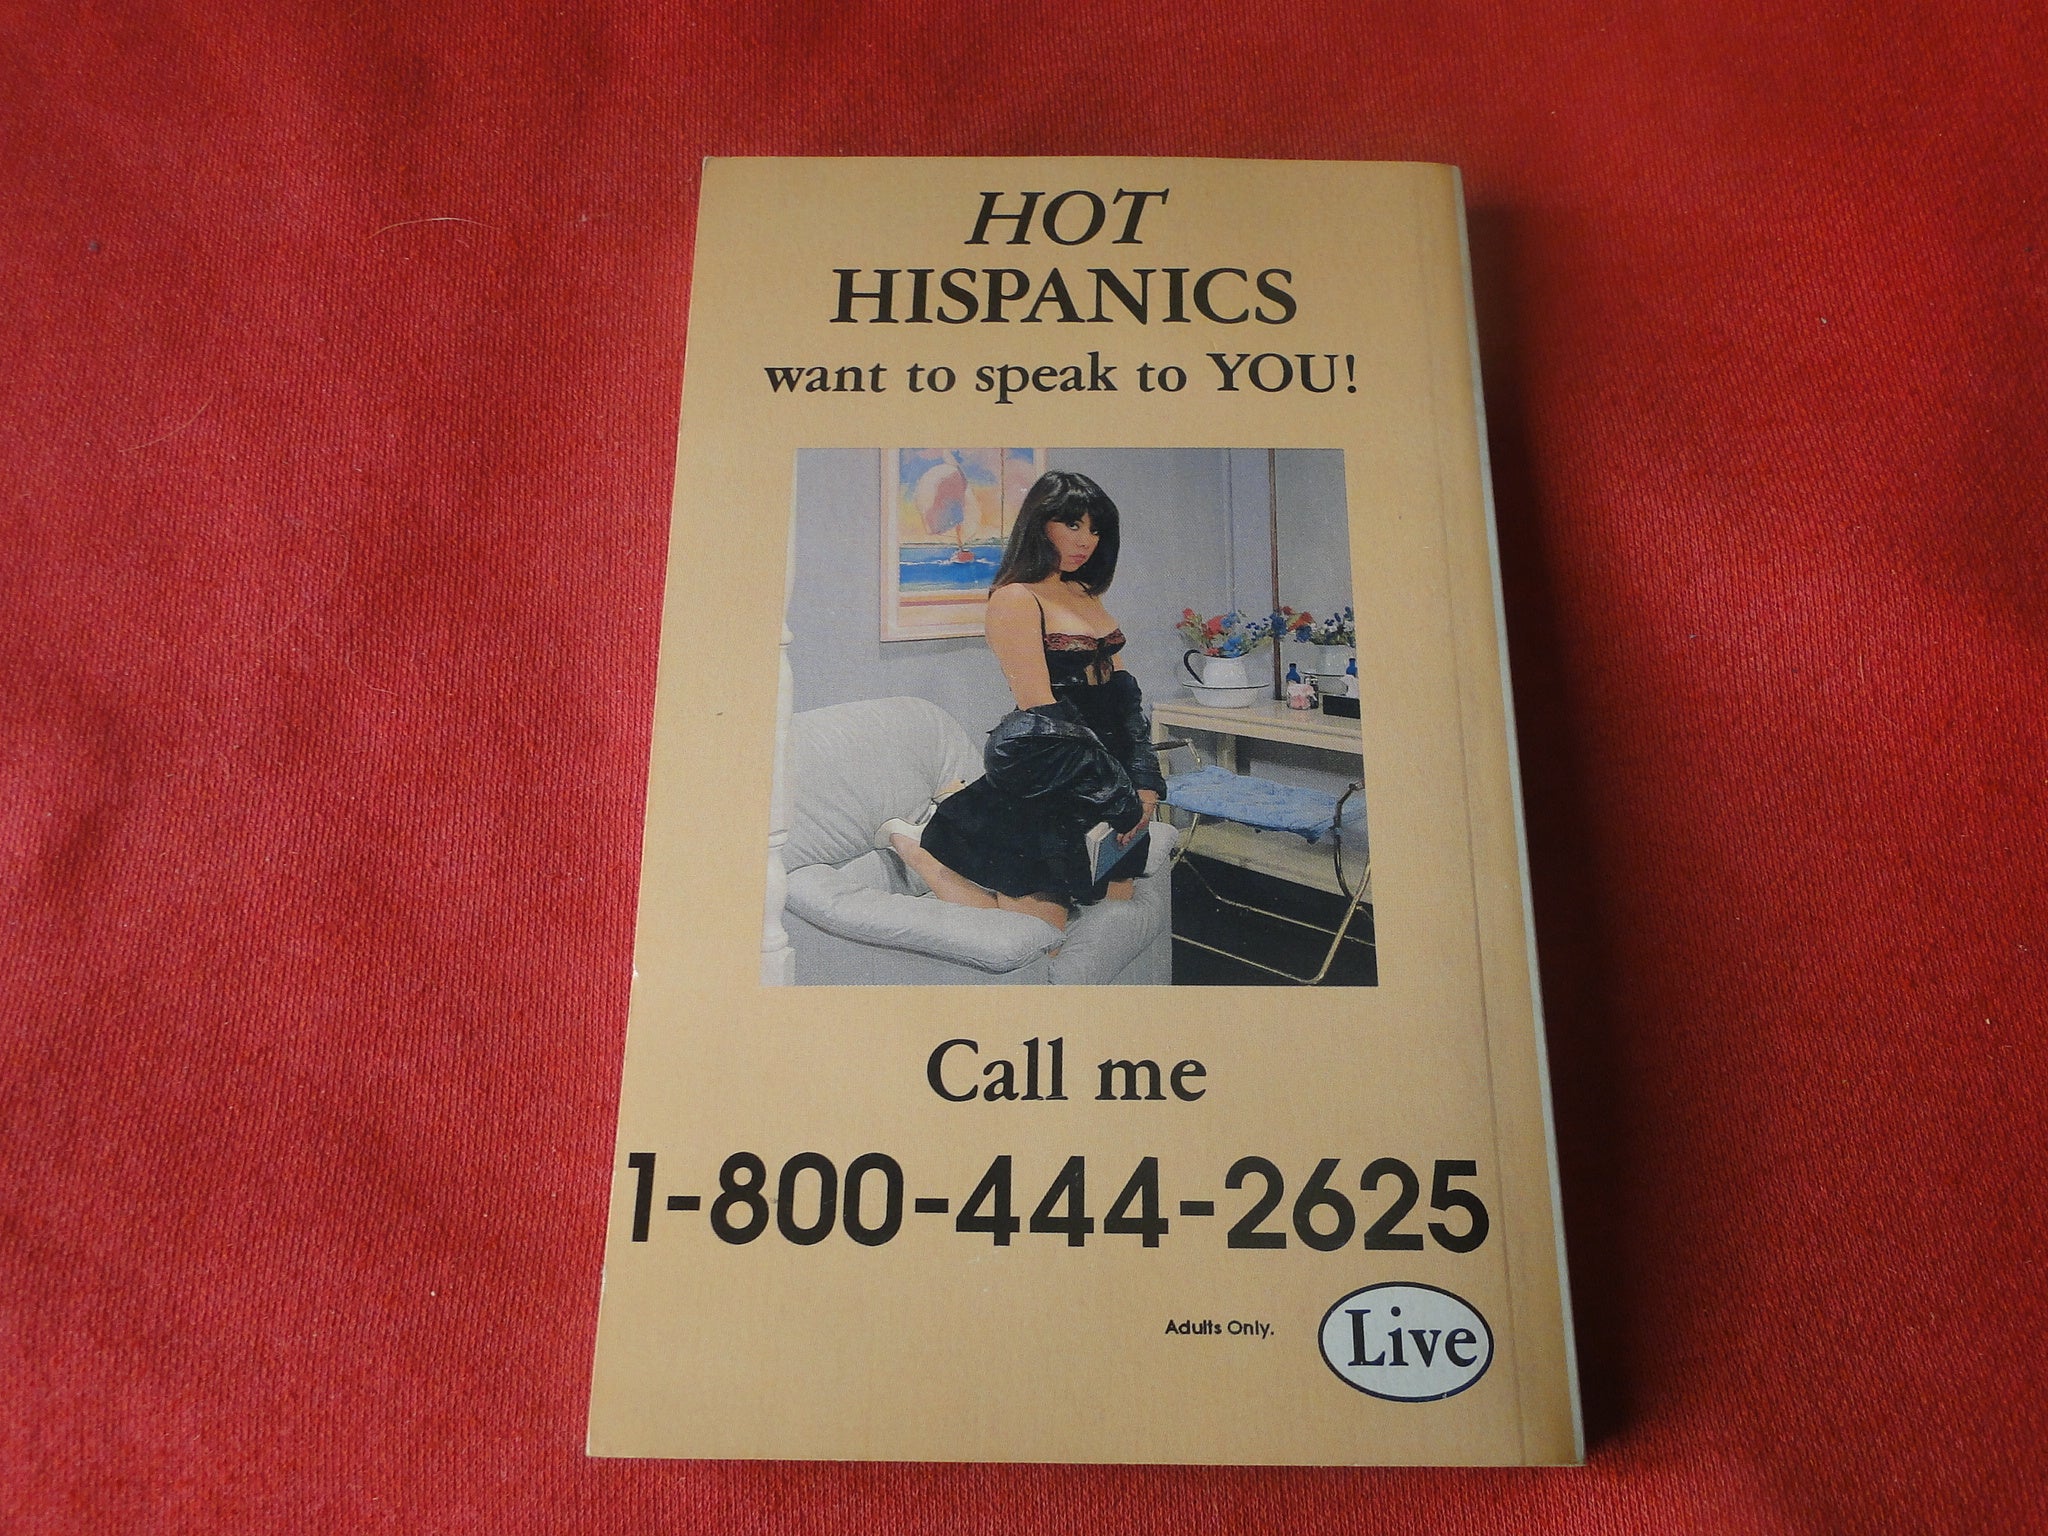 HOT
HISPANICS
want to speak to YOU!
Call me
1-800-444-2625
Adults Only.
Live